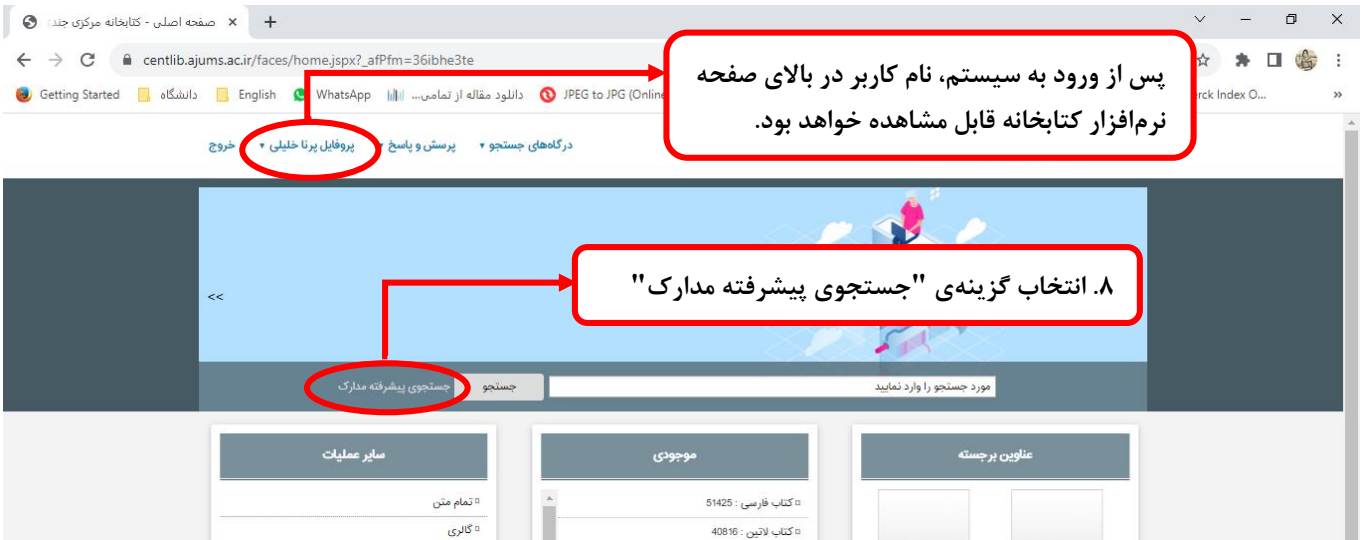 صفحه اصلی - کتابخانه مرکزی جند
centlib.ajums.ac.ir/faces/home.jspx?_afPfm=36ibhe3te
Getting Started دانشگاه English WhatsApp دانلود مقاله از تمامی... JPEG to JPG (Online
rck Index O...
پس از ورود به سیستم، نام کاربر در بالای صفحه
نرم‌افزار کتابخانه قابل مشاهده خواهد بود.
درگاه‌های جستجو پرسش و پاسخ پروفایل پرنا خلیلی خروج
>>
۸. انتخاب گزینه‌ی "جستجوی پیشرفته مدارک"
مورد جستجو را وارد نمایید جستجو جستجوی پیشرفته مدارک
عناوین برجسته موجودی سایر عملیات
کتاب فارسی : 51425 تمام متن
کتاب لاتین : 40816 گالری